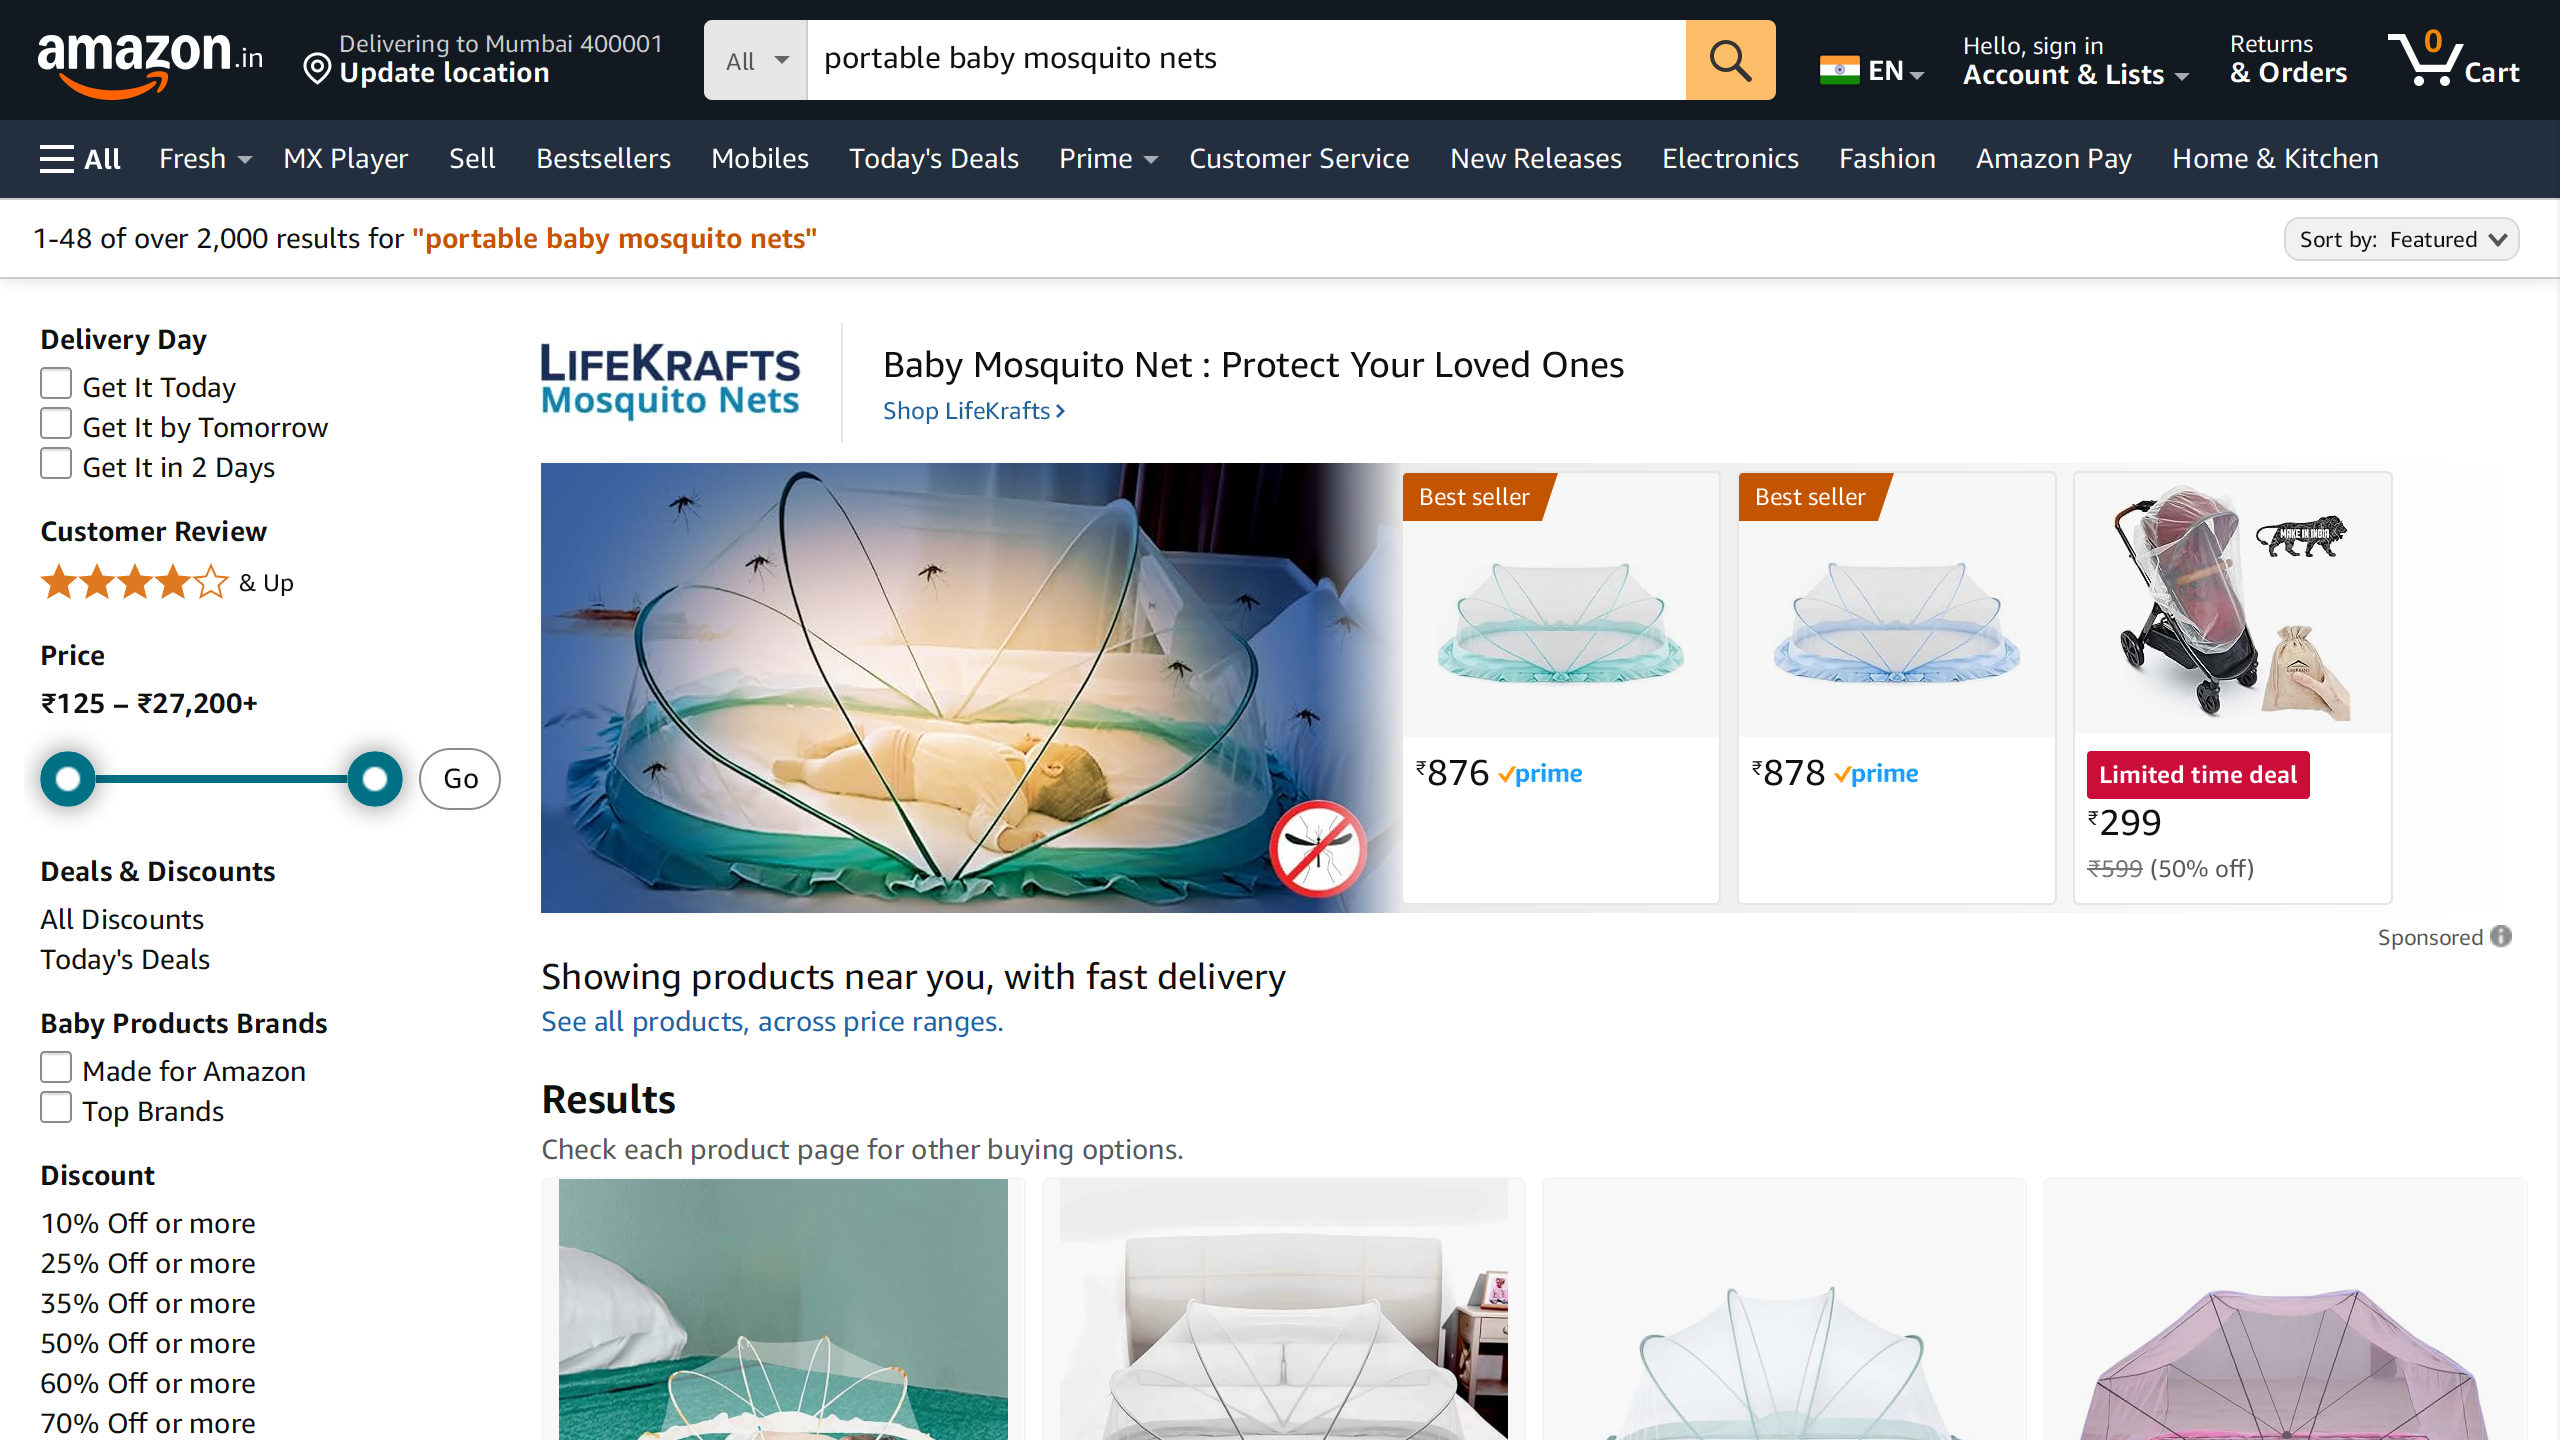 amazon.in
Delivering to Mumbai 400001
Update location
All
portable baby mosquito nets
EN
Hello, sign in
Account & Lists
Returns
& Orders
0
Cart
All
Fresh
MX Player
Sell
Bestsellers
Mobiles
Today's Deals
Prime
Customer Service
New Releases
Electronics
Fashion
Amazon Pay
Home & Kitchen
1-48 of over 2,000 results for "portable baby mosquito nets"
Sort by: Featured
Delivery Day
Get It Today
Get It by Tomorrow
Get It in 2 Days
Customer Review
& Up
Price
₹125 – ₹27,200+
Go
Deals & Discounts
All Discounts
Today's Deals
Baby Products Brands
Made for Amazon
Top Brands
Discount
10% Off or more
25% Off or more
35% Off or more
50% Off or more
60% Off or more
70% Off or more
LIFEKRAFTS
Mosquito Nets
Baby Mosquito Net : Protect Your Loved Ones
Shop LifeKrafts
Best seller
₹876 prime
Best seller
₹878 prime
MAKE IN INDIA
Limited time deal
₹299
₹599 (50% off)
Sponsored
Showing products near you, with fast delivery
See all products, across price ranges.
Results
Check each product page for other buying options.